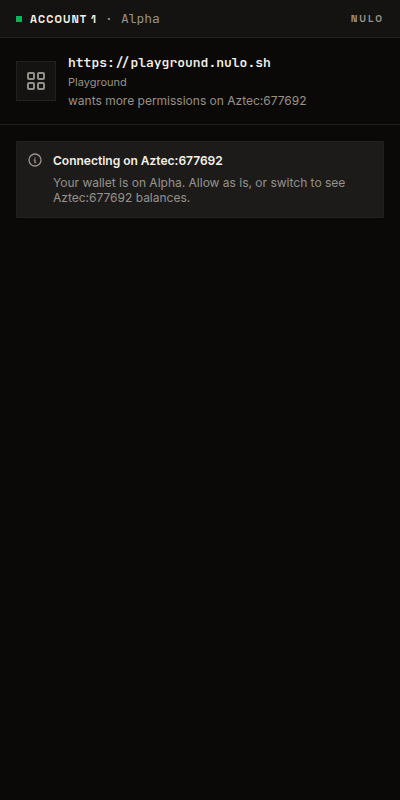 ACCOUNT 1 · Alpha
NULO
https://playground.nulo.sh
Playground
wants more permissions on Aztec:677692
Connecting on Aztec:677692
Your wallet is on Alpha. Allow as is, or switch to see
Aztec:677692 balances.